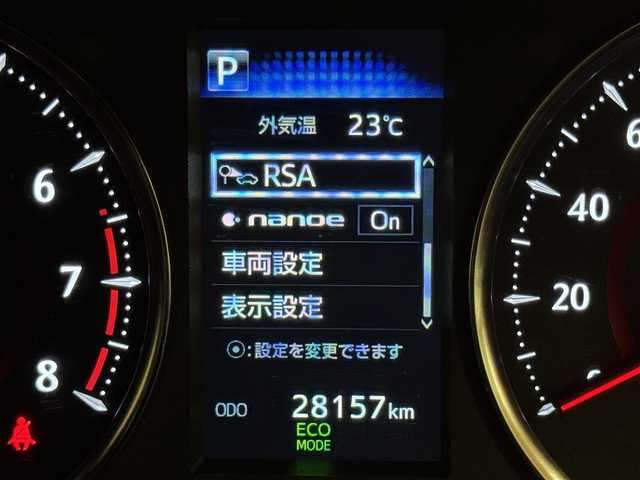 P
外気温 23℃
RSA
nanoe On
車両設定
表示設定
⦿:設定を変更できます
ODO 28157km
ECO
MODE
6
7
8
6
40
20